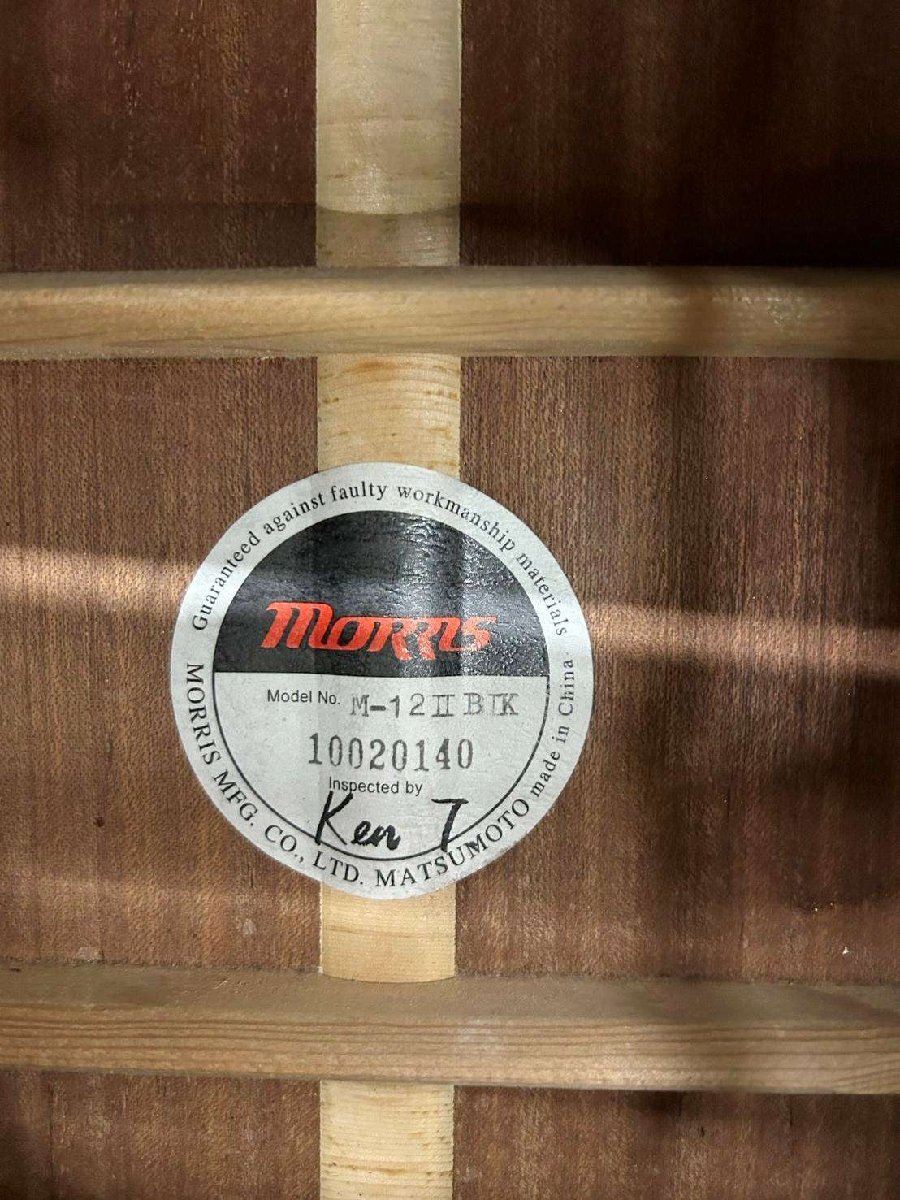 Guaranteed against faulty workmanship materials
MORRIS
Model No. M-12II BK
10020140
Inspected by
Ken T.
MORRIS MFG. CO., LTD. MATSUMOTO made in China